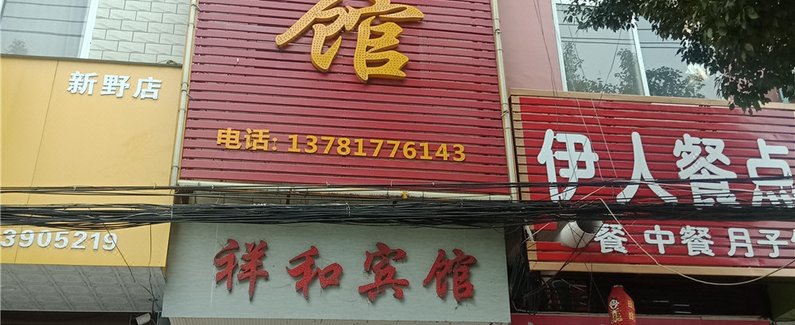 新野店
3905219
馆
电话: 13781776143
祥和宾馆
伊人餐点
餐 中餐 月子